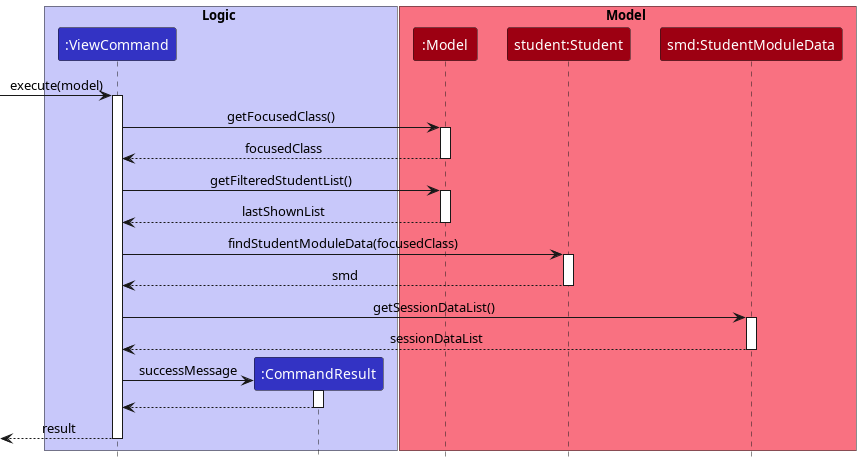 Logic
Model
:ViewCommand
:Model
student:Student
smd:StudentModuleData
execute(model)
getFocusedClass()
focusedClass
getFilteredStudentList()
lastShownList
findStudentModuleData(focusedClass)
smd
getSessionDataList()
sessionDataList
successMessage
:CommandResult
result